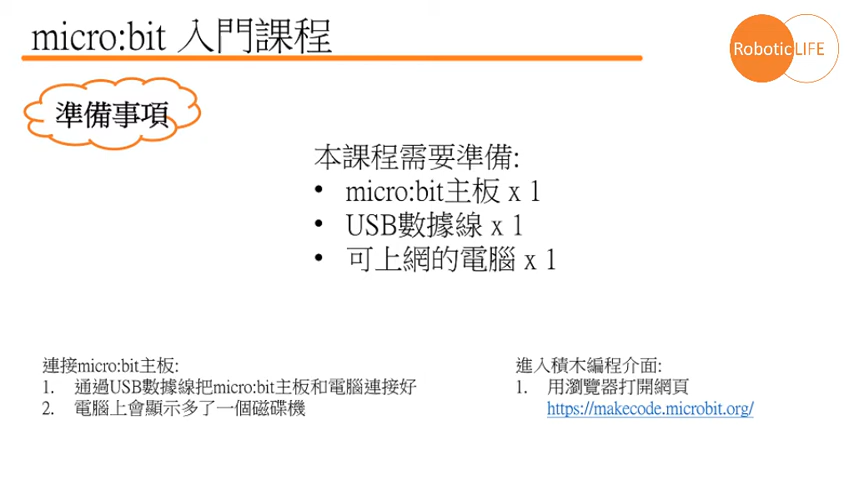 micro:bit 入門課程
RoboticLIFE
準備事項
本課程需要準備:
• micro:bit主板 x 1
• USB數據線 x 1
• 可上網的電腦 x 1
連接micro:bit主板:
1. 通過USB數據線把micro:bit主板和電腦連接好
2. 電腦上會顯示多了一個磁碟機
進入積木編程介面:
1. 用瀏覽器打開網頁
https://makecode.microbit.org/